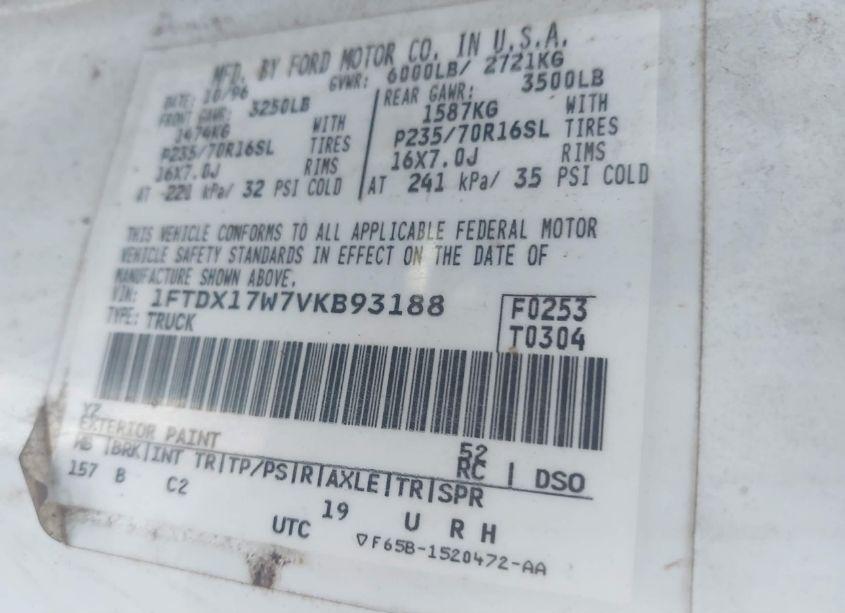 MFD. BY FORD MOTOR CO. IN U.S.A.
DATE: 10/96 GVWR: 6000LB/ 2721KG
FRONT GAWR: 3250LB REAR GAWR: 3500LB
1474KG WITH 1587KG WITH
P235/70R16SL TIRES P235/70R16SL TIRES
16X7.0J RIMS 16X7.0J RIMS
AT 221 kPa/ 32 PSI COLD AT 241 kPa/ 35 PSI COLD
THIS VEHICLE CONFORMS TO ALL APPLICABLE FEDERAL MOTOR
VEHICLE SAFETY STANDARDS IN EFFECT ON THE DATE OF
MANUFACTURE SHOWN ABOVE.
VIN: 1FTDX17W7VKB93188 F0253
TYPE: TRUCK T0304
YZ
EXTERIOR PAINT 52 RC DSO
WB BRK INT TR TP/PS R AXLE TR SPR
157 B C2 19 U R H
UTC ▽F65B-1520472-AA